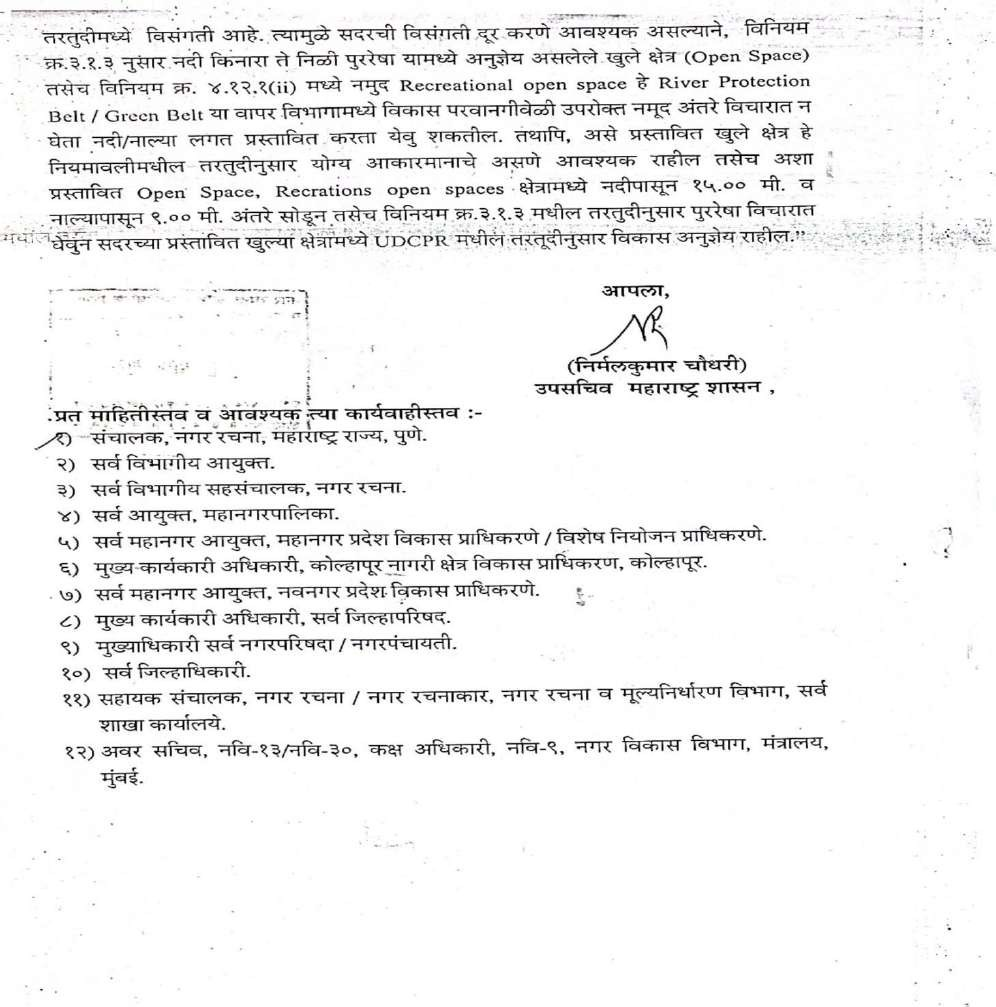 तरतुदीमध्ये विसंगती आहे. त्यामुळे सदरची विसंगती दूर करणे आवश्यक असल्याने, विनियम
क्र.३.१.३ नुसार नदी किनारा ते निळी पुररेषा यामध्ये अनुज्ञेय असलेले खुले क्षेत्र (Open Space)
तसेच विनियम क्र. ४.१२.१(ii) मध्ये नमुद Recreational open space हे River Protection
Belt / Green Belt या वापर विभागामध्ये विकास परवानगीवेळी उपरोक्त नमूद अंतरे विचारात न
घेता नदी/नाल्या लगत प्रस्तावित करता येवु शकतील. तथापि, असे प्रस्तावित खुले क्षेत्र हे
नियमावलीमधील तरतुदीनुसार योग्य आकारमानाचे असणे आवश्यक राहील तसेच अशा
प्रस्तावित Open Space, Recrations open spaces क्षेत्रामध्ये नदीपासून १५.०० मी. व
नाल्यापासून ९.०० मी. अंतरे सोडून तसेच विनियम क्र.३.१.३ मधील तरतुदीनुसार पुररेषा विचारात
घेवुन सदरच्या प्रस्तावित खुल्या क्षेत्रामध्ये UDCPR मधील तरतूदीनुसार विकास अनुज्ञेय राहील."
आपला,
(निर्मलकुमार चौधरी)
उपसचिव महाराष्ट्र शासन ,
प्रत माहितीस्तव व आवश्यक त्या कार्यवाहीस्तव :-
१) संचालक, नगर रचना, महाराष्ट्र राज्य, पुणे.
२) सर्व विभागीय आयुक्त.
३) सर्व विभागीय सहसंचालक, नगर रचना.
४) सर्व आयुक्त, महानगरपालिका.
५) सर्व महानगर आयुक्त, महानगर प्रदेश विकास प्राधिकरणे / विशेष नियोजन प्राधिकरणे.
६) मुख्य कार्यकारी अधिकारी, कोल्हापूर नागरी क्षेत्र विकास प्राधिकरण, कोल्हापूर.
७) सर्व महानगर आयुक्त, नवनगर प्रदेश विकास प्राधिकरणे.
८) मुख्य कार्यकारी अधिकारी, सर्व जिल्हापरिषद.
९) मुख्याधिकारी सर्व नगरपरिषदा / नगरपंचायती.
१०) सर्व जिल्हाधिकारी.
११) सहायक संचालक, नगर रचना / नगर रचनाकार, नगर रचना व मूल्यनिर्धारण विभाग, सर्व
शाखा कार्यालये.
१२) अवर सचिव, नवि-१३/नवि-३०, कक्ष अधिकारी, नवि-९, नगर विकास विभाग, मंत्रालय,
मुंबई.